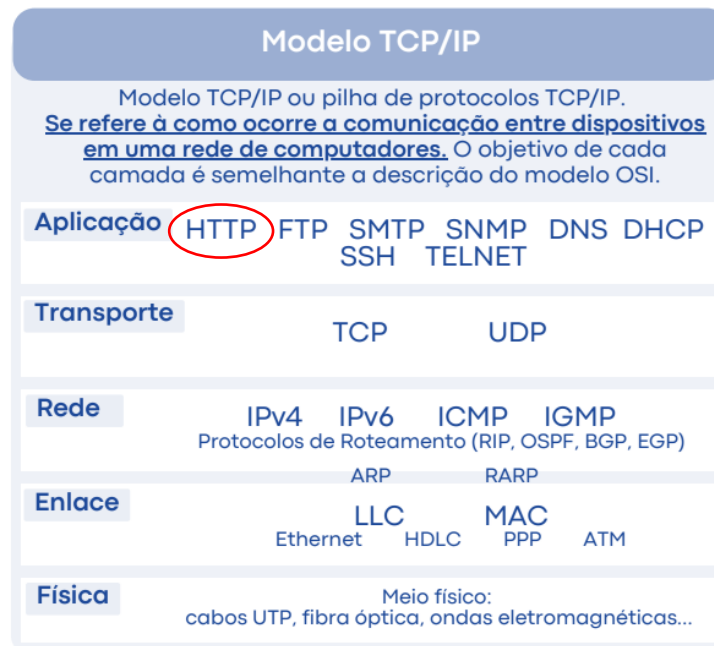 Modelo TCP/IP
Modelo TCP/IP ou pilha de protocolos TCP/IP.
Se refere à como ocorre a comunicação entre dispositivos
em uma rede de computadores. O objetivo de cada
camada é semelhante a descrição do modelo OSI.
Aplicação HTTP FTP SMTP SNMP DNS DHCP
SSH TELNET
Transporte
TCP UDP
Rede
IPv4 IPv6 ICMP IGMP
Protocolos de Roteamento (RIP, OSPF, BGP, EGP)
ARP RARP
Enlace
LLC MAC
Ethernet HDLC PPP ATM
Física
Meio físico:
cabos UTP, fibra óptica, ondas eletromagnéticas...